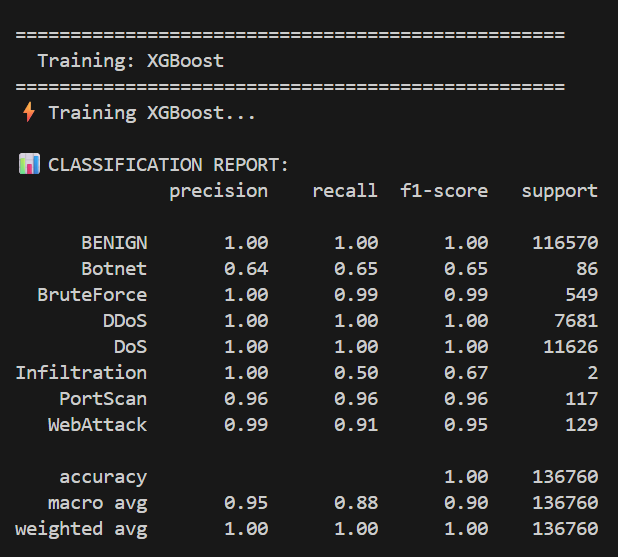 ==================================================
Training: XGBoost
==================================================
⚡ Training XGBoost...
📊 CLASSIFICATION REPORT:
precision recall f1-score support
BENIGN 1.00 1.00 1.00 116570
Botnet 0.64 0.65 0.65 86
BruteForce 1.00 0.99 0.99 549
DDoS 1.00 1.00 1.00 7681
DoS 1.00 1.00 1.00 11626
Infiltration 1.00 0.50 0.67 2
PortScan 0.96 0.96 0.96 117
WebAttack 0.99 0.91 0.95 129
accuracy 1.00 136760
macro avg 0.95 0.88 0.90 136760
weighted avg 1.00 1.00 1.00 136760